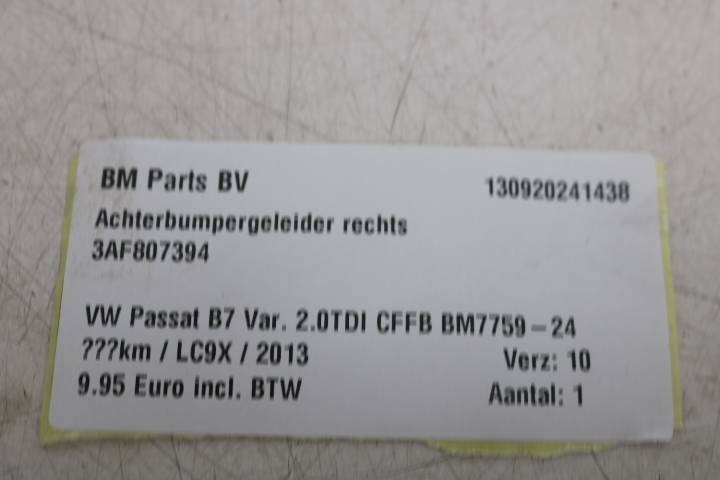 BM Parts BV 130920241438
Achterbumpergeleider rechts
3AF807394
VW Passat B7 Var. 2.0TDI CFFB BM7759-24
???km / LC9X / 2013 Verz: 10
9.95 Euro incl. BTW Aantal: 1